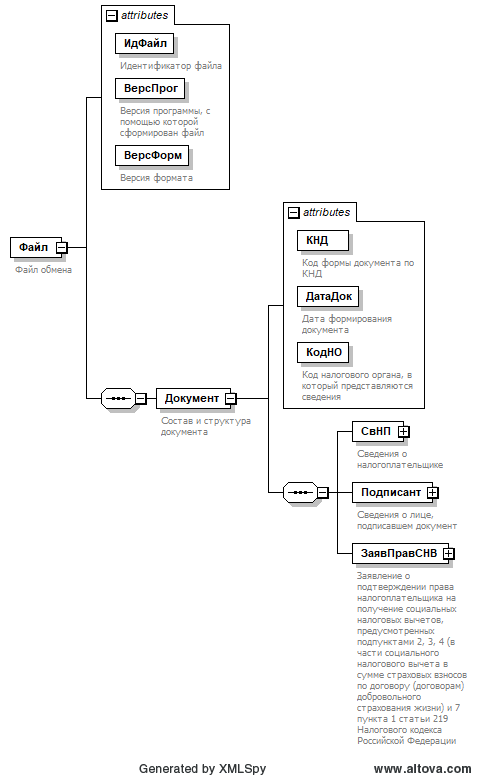 attributes
ИдФайл
Идентификатор файла
ВерсПрог
Версия программы, с
помощью которой
сформирован файл
ВерсФорм
Версия формата
Файл
Файл обмена
Документ
Состав и структура
документа
attributes
КНД
Код формы документа по
КНД
ДатаДок
Дата формирования
документа
КодНО
Код налогового органа, в
который представляются
сведения
СвНП
Сведения о
налогоплательщике
Подписант
Сведения о лице,
подписавшем документ
ЗаявПравСНВ
Заявление о
подтверждении права
налогоплательщика на
получение социальных
налоговых вычетов,
предусмотренных
подпунктами 2, 3, 4 (в
части социального
налогового вычета в
сумме страховых взносов
по договору (договорам)
добровольного
страхования жизни) и 7
пункта 1 статьи 219
Налогового кодекса
Российской Федерации
Generated by XMLSpy
www.altova.com